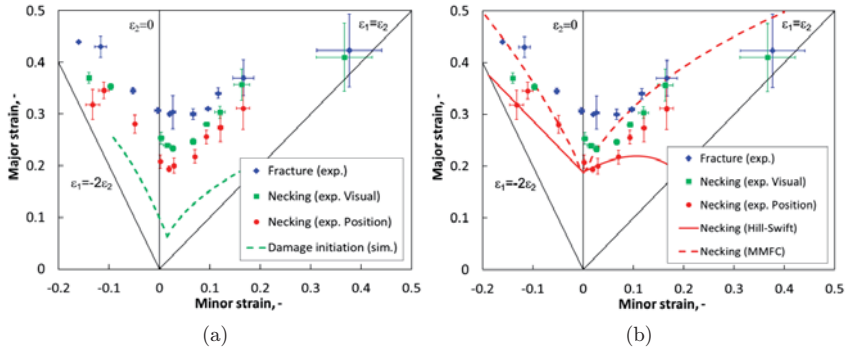 0.5
0.4
0.3
0.2
0.1
0
-0.2
-0.1
0
0.1
0.2
0.3
0.4
0.5
Major strain, -
Minor strain, -
ε2=0
ε1=ε2
ε1=-2ε2
Fracture (exp.)
Necking (exp. Visual)
Necking (exp. Position)
Damage initiation (sim.)
(a)
0.5
0.4
0.3
0.2
0.1
0
-0.2
-0.1
0
0.1
0.2
0.3
0.4
0.5
Major strain, -
Minor strain, -
ε2=0
ε1=ε2
ε1=-2ε2
Fracture (exp.)
Necking (exp. Visual)
Necking (exp. Position)
Necking (Hill-Swift)
Necking (MMFC)
(b)